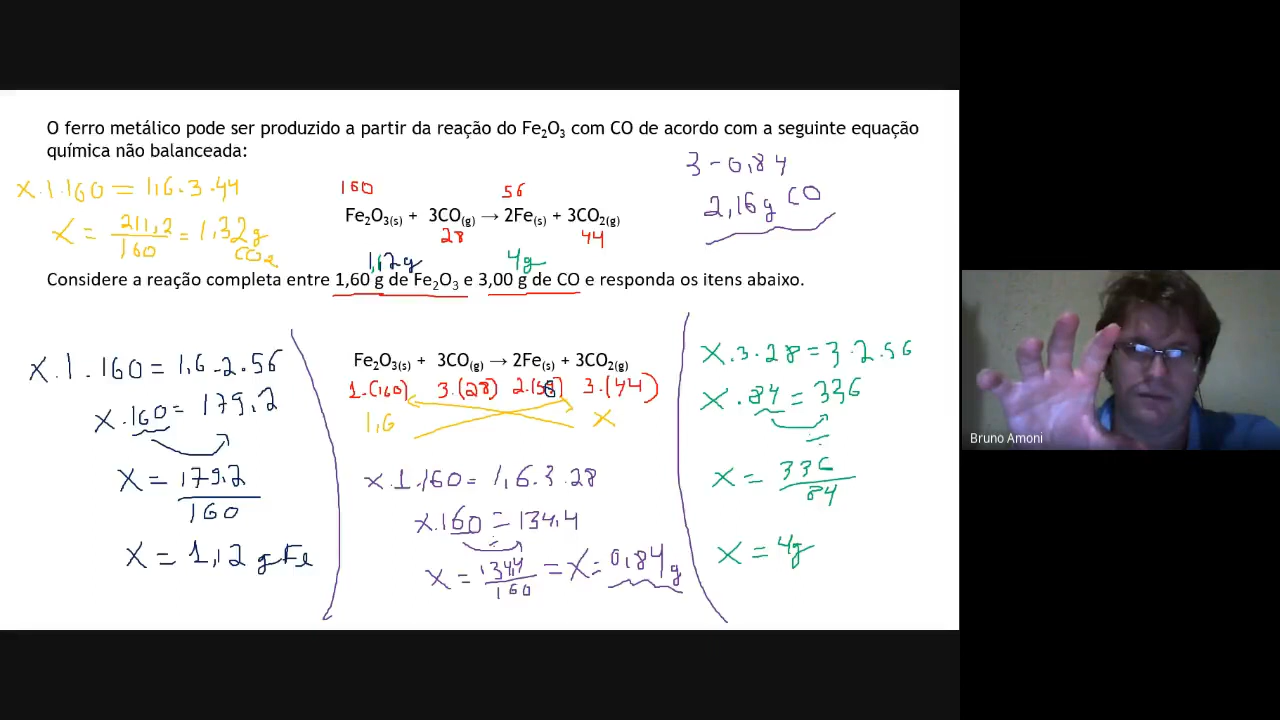 O ferro metálico pode ser produzido a partir da reação do Fe₂O₃ com CO de acordo com a seguinte equação
química não balanceada:
3 - 0,84
2,16g CO
x.1.160 = 1,6.3.44
x = 211,2/160 = 1,32g CO₂
160 56
Fe₂O₃(s) + 3CO(g) → 2Fe(s) + 3CO₂(g)
28 44
1,12g 4g
Considere a reação completa entre 1,60 g de Fe₂O₃ e 3,00 g de CO e responda os itens abaixo.
x.1.160 = 1,6.2.56
x.160 = 179,2
x = 179,2/160
x = 1,12 g Fe
Fe₂O₃(s) + 3CO(g) → 2Fe(s) + 3CO₂(g)
1.(160) 3.(28) 2.(56) 3.(44)
1,6 x
x.1.160 = 1,6.3.28
x.160 = 134,4
÷
x = 134,4/160 = x = 0,84g
x.3.28 = 3.2.56
x.84 = 336
÷
x = 336/84
x = 4g
Bruno Amoni